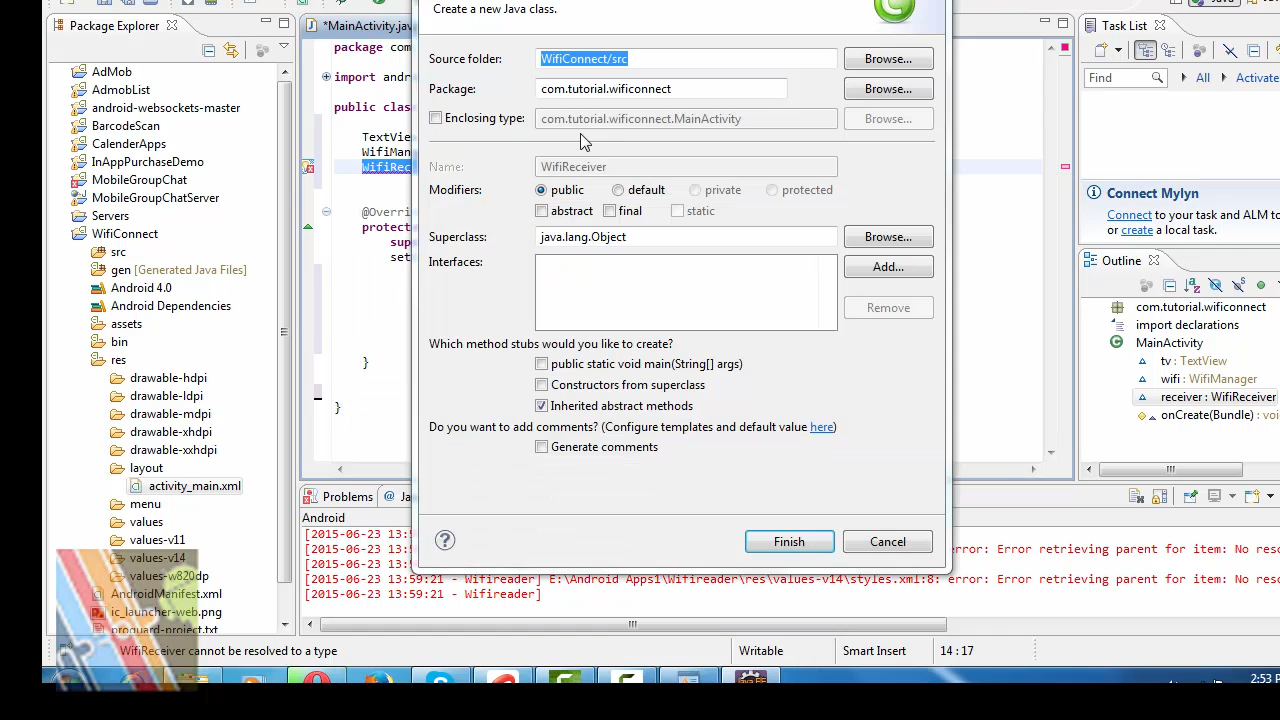 Create a new Java class.
Package Explorer
*MainActivity.jav
Task List
package com
import andr
public clas
TextVie
WifiMan
WifiRec
@Overri
protect
sup
set
}
}
AdMob
AdmobList
android-websockets-master
BarcodeScan
CalenderApps
InAppPurchaseDemo
MobileGroupChat
MobileGroupChatServer
Servers
WifiConnect
src
gen [Generated Java Files]
Android 4.0
Android Dependencies
assets
bin
res
drawable-hdpi
drawable-ldpi
drawable-mdpi
drawable-xhdpi
drawable-xxhdpi
layout
activity_main.xml
menu
values
values-v11
values-v14
values-w820dp
AndroidManifest.xml
ic_launcher-web.png
proguard-project.txt
Source folder: WifiConnect/src Browse...
Package: com.tutorial.wificonnect Browse...
Enclosing type: com.tutorial.wificonnect.MainActivity Browse...
Name: WifiReceiver
Modifiers: public default private protected
abstract final static
Superclass: java.lang.Object Browse...
Interfaces: Add...
Remove
Which method stubs would you like to create?
public static void main(String[] args)
Constructors from superclass
Inherited abstract methods
Do you want to add comments? (Configure templates and default value here)
Generate comments
? Finish Cancel
Find All Activate
Connect Mylyn
Connect to your task and ALM to
or create a local task.
Outline
com.tutorial.wificonnect
import declarations
MainActivity
tv : TextView
wifi : WifiManager
receiver : WifiReceiver
onCreate(Bundle) : voi
Problems @ Ja
Android
[2015-06-23 13:5
[2015-06-23 13:5 error: Error retrieving parent for item: No reso
[2015-06-23 13:5
[2015-06-23 13:59:21 - Wifireader] E:\Android Apps1\Wifireader\res\values-v14\styles.xml:8: error: Error retrieving parent for item: No reso
[2015-06-23 13:59:21 - Wifireader]
WifiReceiver cannot be resolved to a type Writable Smart Insert 14 : 17
2:53 P